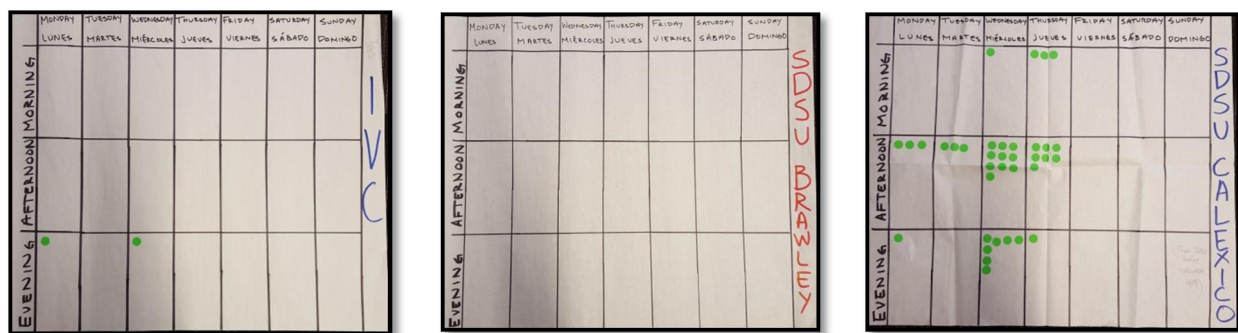 MONDAY TUESDAY WEDNESDAY THURSDAY FRIDAY SATURDAY SUNDAY
LUNES MARTES MIÉRCOLES JUEVES VIERNES SÁBADO DOMINGO
MORNING
AFTERNOON
EVENING
IVC
MONDAY TUESDAY WEDNESDAY THURSDAY FRIDAY SATURDAY SUNDAY
LUNES MARTES MIÉRCOLES JUEVES VIERNES SÁBADO DOMINGO
MORNING
AFTERNOON
EVENING
SDSU BRAWLEY
MONDAY TUESDAY WEDNESDAY THURSDAY FRIDAY SATURDAY SUNDAY
LUNES MARTES MIÉRCOLES JUEVES VIERNES SÁBADO DOMINGO
MORNING
AFTERNOON
EVENING
SDSU CALEXICO